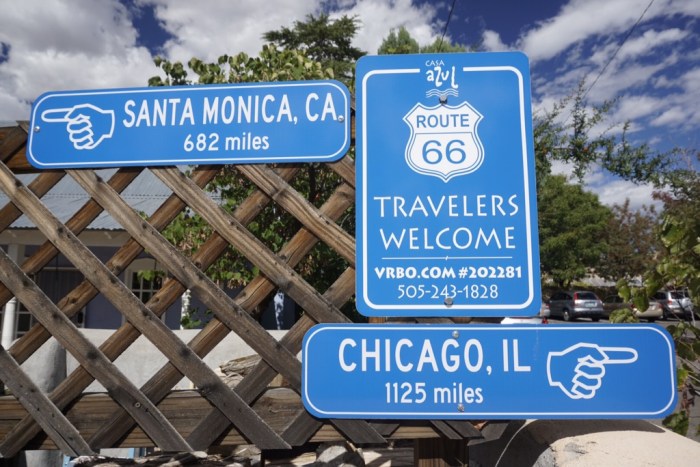 SANTA MONICA, CA.
682 miles
CASA
aZUL
ROUTE
66
TRAVELERS
WELCOME
VRBO.COM #202281
505-243-1828
CHICAGO, IL
1125 miles